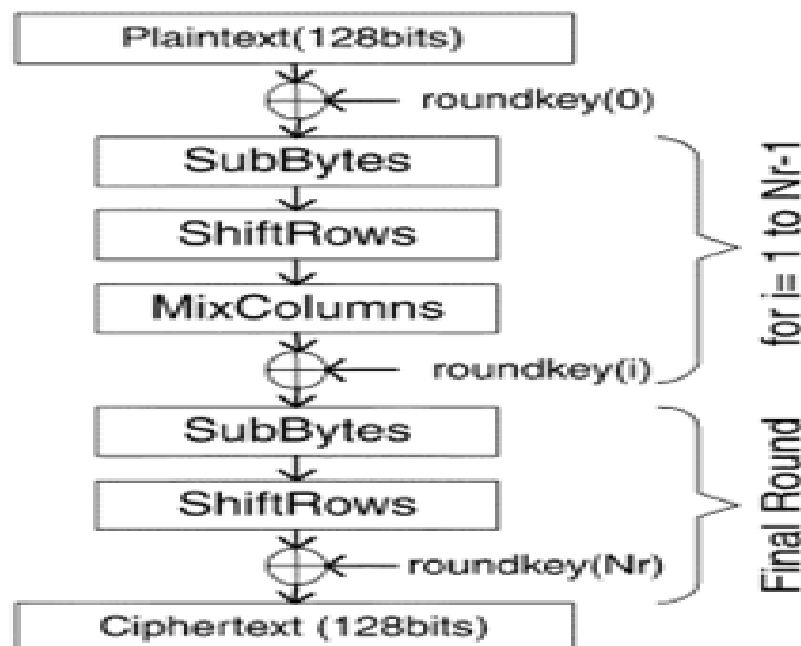 Plaintext(128bits)
roundkey(0)
SubBytes
ShiftRows
MixColumns
roundkey(i)
for i= 1 to Nr-1
SubBytes
ShiftRows
roundkey(Nr)
Final Round
Ciphertext (128bits)